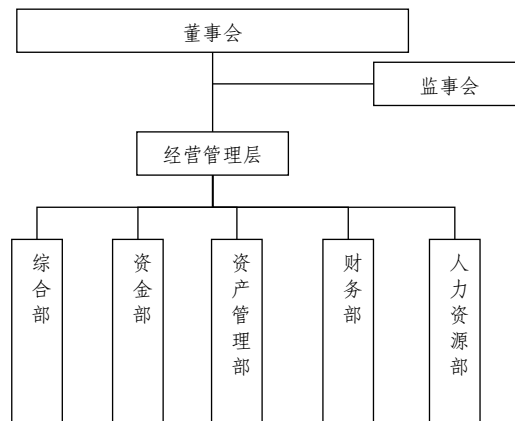 董事会
监事会
经营管理层
综合部
资金部
资产管理部
财务部
人力资源部